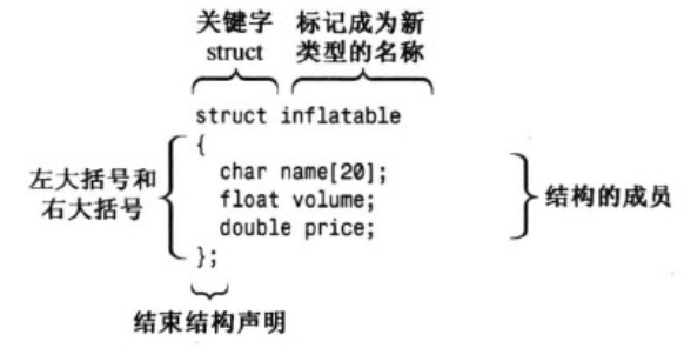 关键字 标记成为新
struct 类型的名称
struct inflatable
{
char name[20];
左大括号和
右大括号
float volume;
结构的成员
double price;
};
结束结构声明